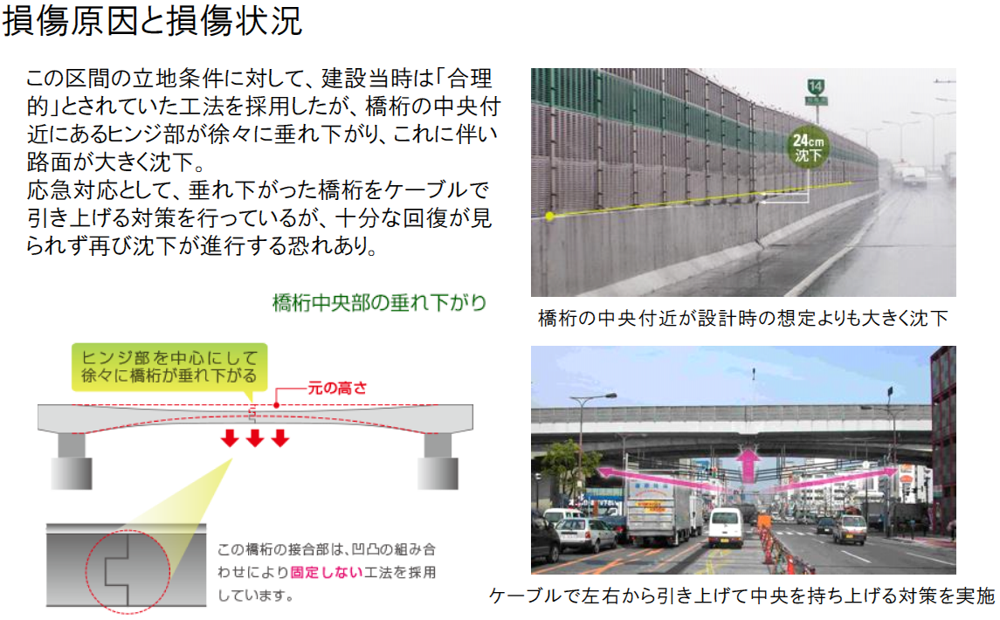 損傷原因と損傷状況
この区間の立地条件に対して、建設当時は「合理
的」とされていた工法を採用したが、橋桁の中央付
近にあるヒンジ部が徐々に垂れ下がり、これに伴い
路面が大きく沈下。
応急対応として、垂れ下がった橋桁をケーブルで
引き上げる対策を行っているが、十分な回復が見
られず再び沈下が進行する恐れあり。
橋桁中央部の垂れ下がり
ヒンジ部を中心にして
徐々に橋桁が垂れ下がる
元の高さ
この橋桁の接合部は、凹凸の組み合
わせにより固定しない工法を採用
しています。
14
24cm
沈下
橋桁の中央付近が設計時の想定よりも大きく沈下
ケーブルで左右から引き上げて中央を持ち上げる対策を実施